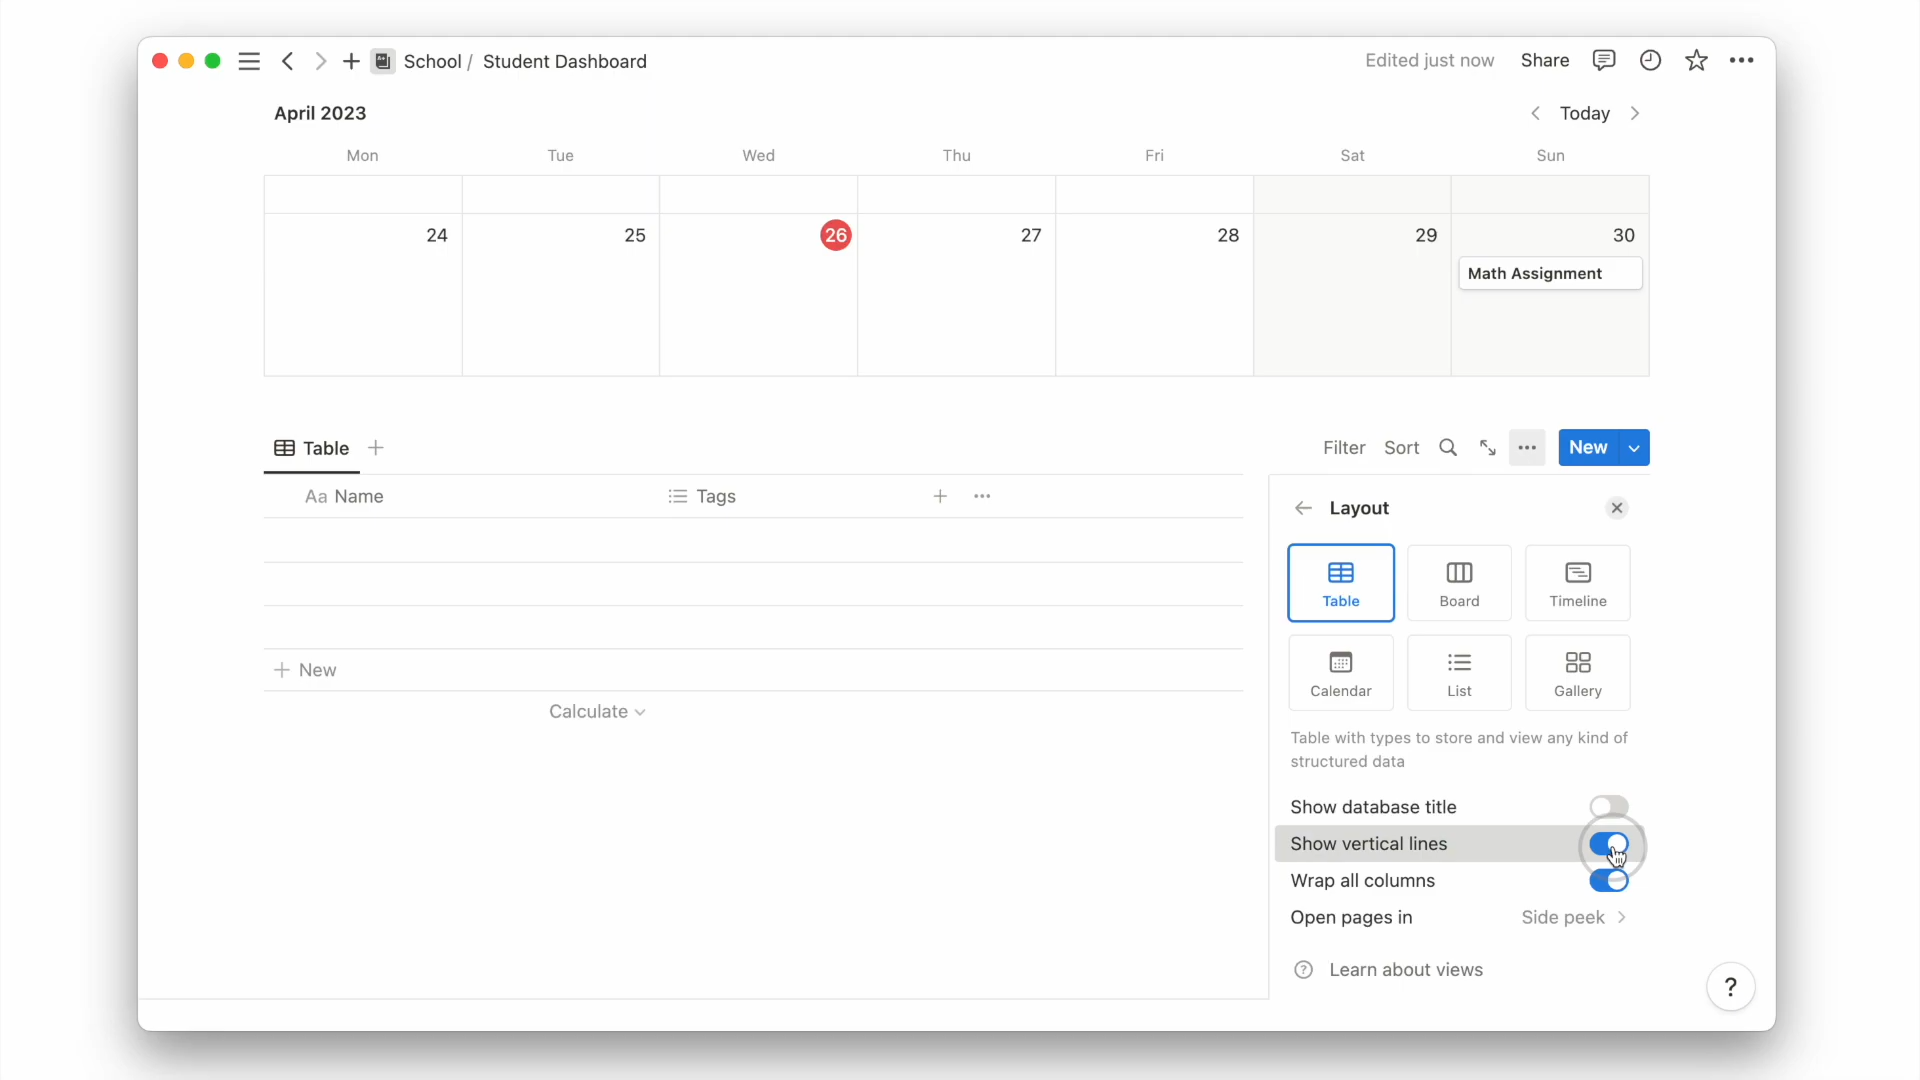 School / Student Dashboard
Edited just now Share
April 2023
Today
Mon Tue Wed Thu Fri Sat Sun
24 25 26 27 28 29 30
Math Assignment
Table
Filter Sort New
Aa Name Tags
New
Calculate
Layout
Table Board Timeline
Calendar List Gallery
Table with types to store and view any kind of
structured data
Show database title
Show vertical lines
Wrap all columns
Open pages in Side peek
? Learn about views
?